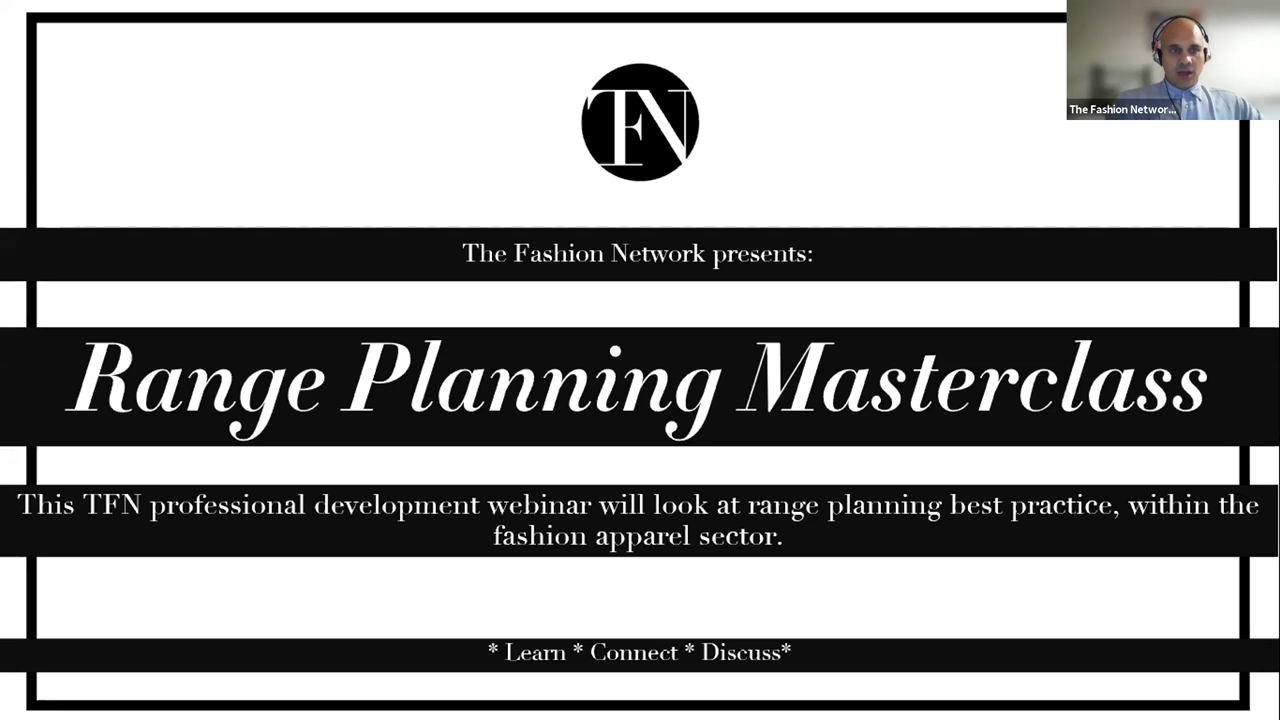 TFN
The Fashion Networ...
The Fashion Network presents:
Range Planning Masterclass
This TFN professional development webinar will look at range planning best practice, within the
fashion apparel sector.
* Learn * Connect * Discuss*